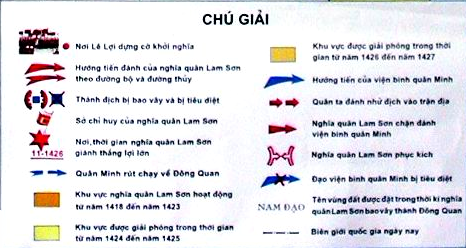 CHÚ GIẢI
Nơi Lê Lợi dựng cờ khởi nghĩa
Hướng tiến đánh của nghĩa quân Lam Sơn
theo đường bộ và đường thủy
Thành địch bị bao vây và bị tiêu diệt
Sở chỉ huy của nghĩa quân Lam Sơn
Nơi, thời gian nghĩa quân Lam Sơn
giành thắng lợi lớn
11-1426
Quân Minh rút chạy về Đông Quan
Khu vực nghĩa quân Lam Sơn hoạt động
từ năm 1418 đến năm 1423
Khu vực được giải phóng trong thời gian
từ năm 1424 đến năm 1425
Khu vực được giải phóng trong thời
gian từ năm 1426 đến năm 1427
Hướng tiến của viện binh quân Minh
Quân ta đánh nhử địch vào trận địa
Nghĩa quân Lam Sơn chặn đánh
viện binh quân Minh
Nghĩa quân Lam Sơn phục kích
Đạo viện binh quân Minh bị tiêu diệt
NAM ĐẠO
Tên vùng đất được đặt trong thời kì nghĩa
quân Lam Sơn bao vây thành Đông Quan
Biên giới quốc gia ngày nay